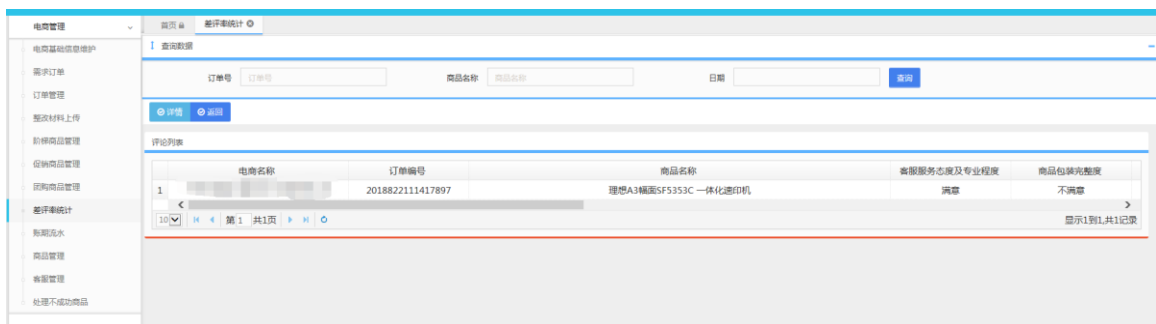 电商管理
首页
差评率统计
电商基础信息维护
查询数据
需求订单
订单号
订单号
商品名称
商品名称
日期
查询
订单管理
详情
返回
整改材料上传
阶梯商品管理
评论列表
促销商品管理
电商名称
订单编号
商品名称
客服服务态度及专业程度
商品包装完整度
团购商品管理
1
2018822111417897
理想A3幅面SF5353C 一体化速印机
满意
不满意
差评率统计
10
第 1 共1页
显示1到1,共1记录
账期流水
商品管理
客服管理
处理不成功商品